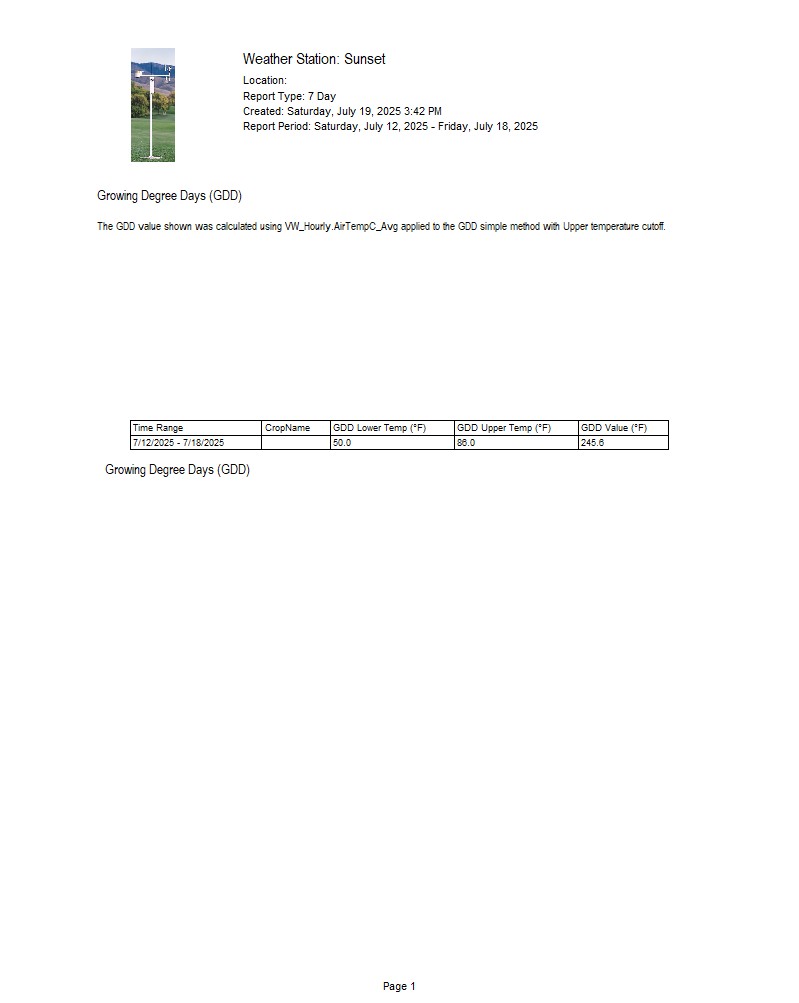 Weather Station: Sunset
Location:
Report Type: 7 Day
Created: Saturday, July 19, 2025 3:42 PM
Report Period: Saturday, July 12, 2025 - Friday, July 18, 2025
Growing Degree Days (GDD)
The GDD value shown was calculated using VW_Hourly.AirTempC_Avg applied to the GDD simple method with Upper temperature cutoff.
Time Range CropName GDD Lower Temp (°F) GDD Upper Temp (°F) GDD Value (°F)
7/12/2025 - 7/18/2025 50.0 86.0 245.6
Growing Degree Days (GDD)
Page 1